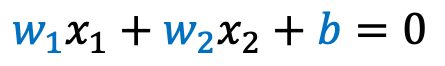 w₁x₁ + w₂x₂ + b = 0